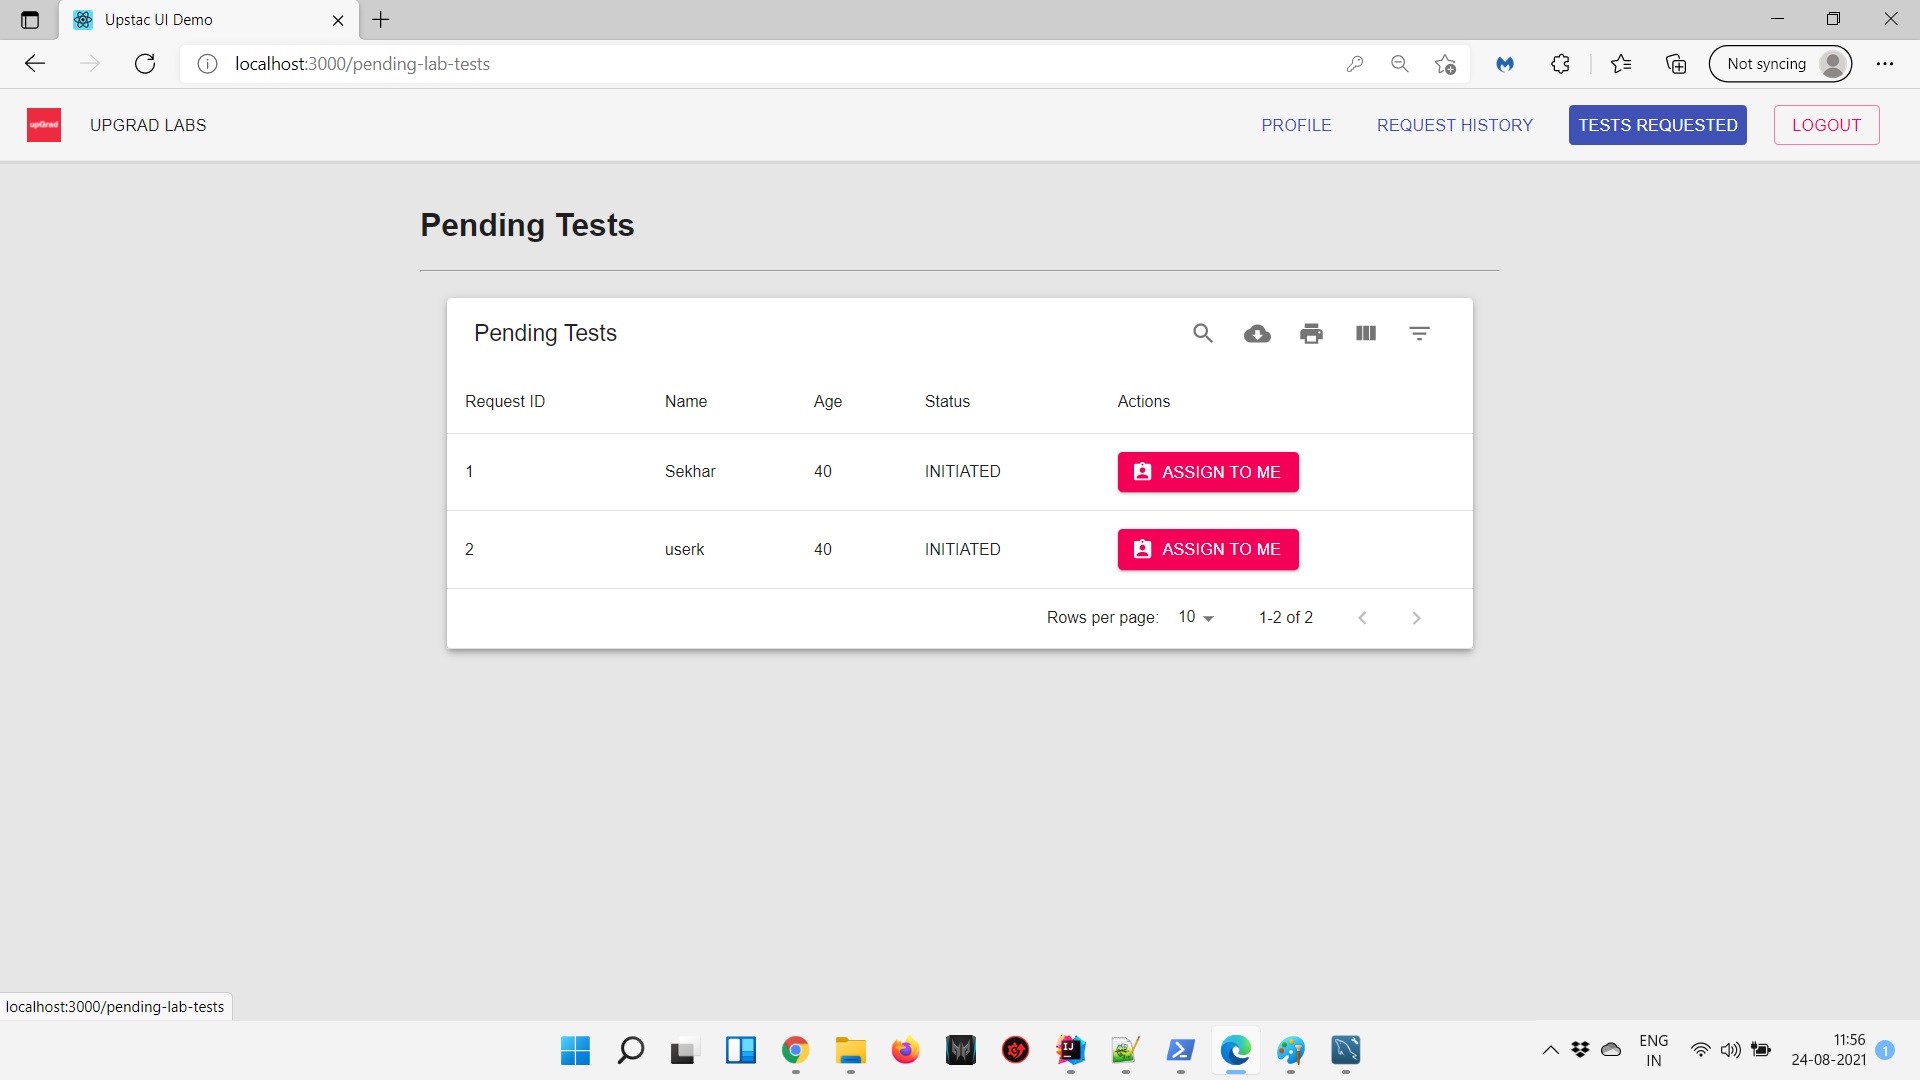 Upstac UI Demo
localhost:3000/pending-lab-tests
Not syncing
upGrad
UPGRAD LABS
PROFILE
REQUEST HISTORY
TESTS REQUESTED
LOGOUT
Pending Tests
Pending Tests
Request ID Name Age Status Actions
1 Sekhar 40 INITIATED ASSIGN TO ME
2 userk 40 INITIATED ASSIGN TO ME
Rows per page: 10 1-2 of 2
localhost:3000/pending-lab-tests
IJ
ENG
IN
11:56
24-08-2021
1